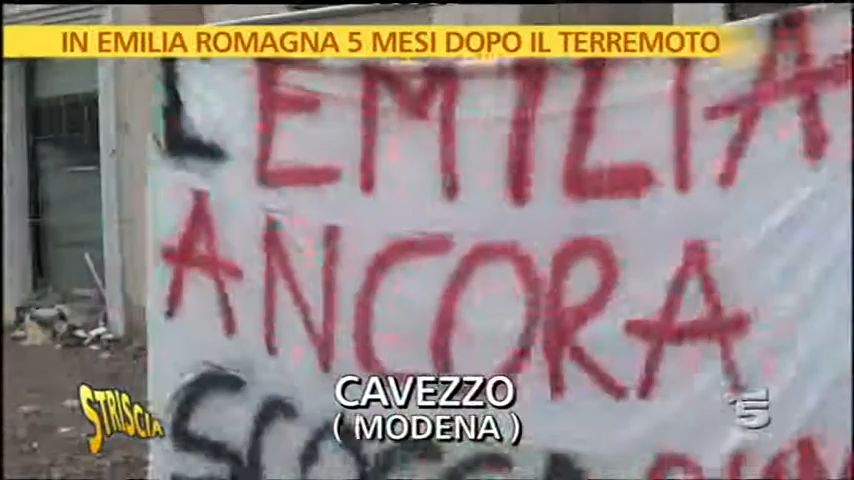 IN EMILIA ROMAGNA 5 MESI DOPO IL TERREMOTO
L'EMILIA
ANCORA
STRISCIA
CAVEZZO
( MODENA )
5